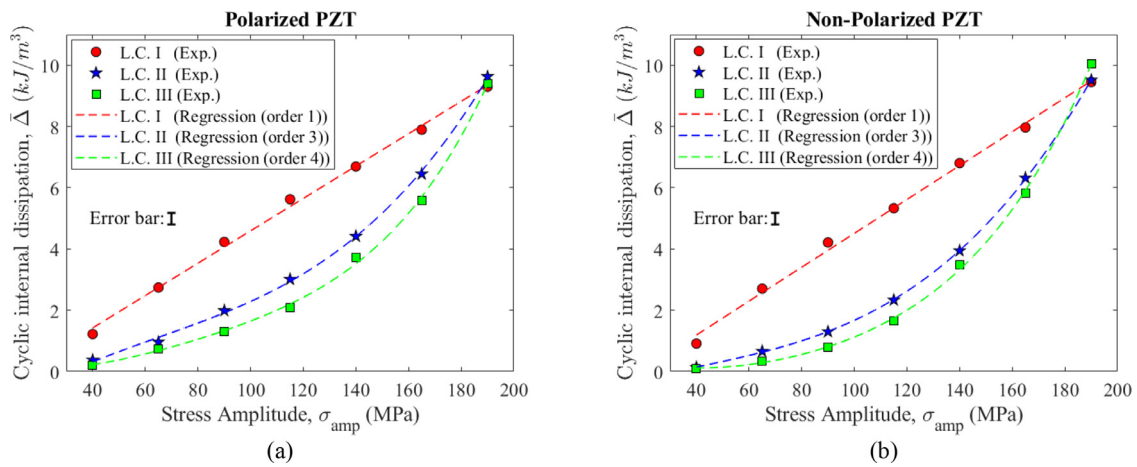 Polarized PZT
Cyclic internal dissipation, Δ̄ (kJ/m³)
10
8
6
4
2
0
L.C. I (Exp.)
L.C. II (Exp.)
L.C. III (Exp.)
L.C. I (Regression (order 1))
L.C. II (Regression (order 3))
L.C. III (Regression (order 4))
Error bar:
40 60 80 100 120 140 160 180 200
Stress Amplitude, σamp (MPa)
(a)
Non-Polarized PZT
Cyclic internal dissipation, Δ̄ (kJ/m³)
10
8
6
4
2
0
L.C. I (Exp.)
L.C. II (Exp.)
L.C. III (Exp.)
L.C. I (Regression (order 1))
L.C. II (Regression (order 3))
L.C. III (Regression (order 4))
Error bar:
40 60 80 100 120 140 160 180 200
Stress Amplitude, σamp (MPa)
(b)